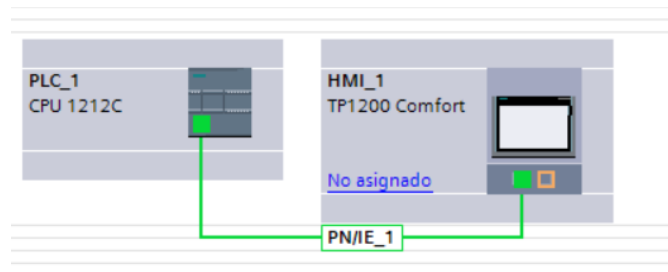 PLC_1
CPU 1212C
HMI_1
TP1200 Comfort
No asignado
PN/IE_1